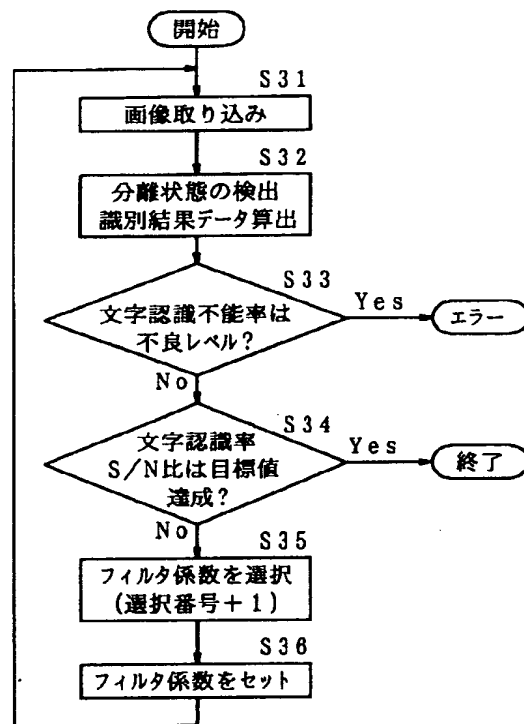 開始
S31
画像取り込み
S32
分離状態の検出
識別結果データ算出
S33
文字認識不能率は
不良レベル?
Yes
エラー
No
S34
文字認識率
S/N比は目標値
達成?
Yes
終了
No
S35
フィルタ係数を選択
(選択番号+1)
S36
フィルタ係数をセット